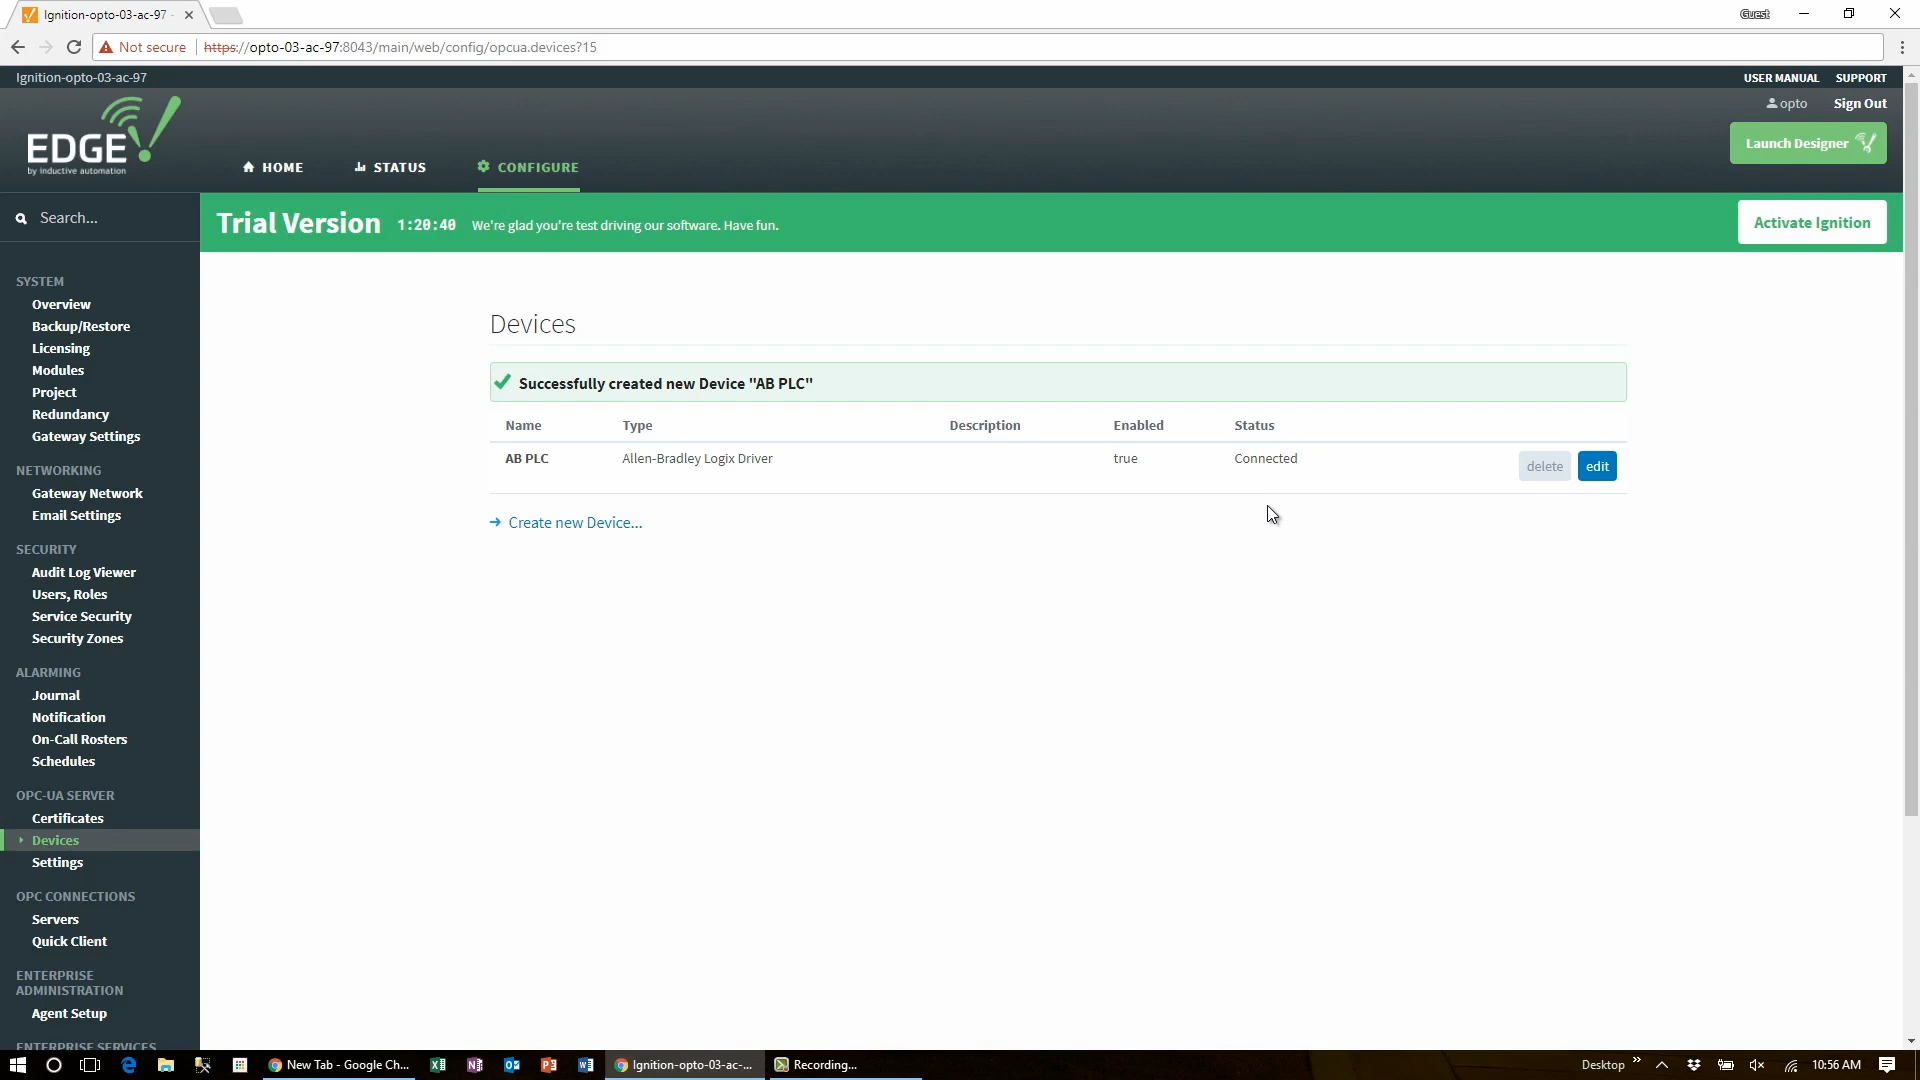 Ignition-opto-03-ac-97
Guest
Not secure
https://opto-03-ac-97:8043/main/web/config/opcua.devices?15
Ignition-opto-03-ac-97
USER MANUAL
SUPPORT
opto
Sign Out
EDGE!
by inductive automation
HOME
STATUS
CONFIGURE
Launch Designer
Search...
Trial Version
1:20:40
We're glad you're test driving our software. Have fun.
Activate Ignition
SYSTEM
Overview
Backup/Restore
Licensing
Modules
Project
Redundancy
Gateway Settings
NETWORKING
Gateway Network
Email Settings
SECURITY
Audit Log Viewer
Users, Roles
Service Security
Security Zones
ALARMING
Journal
Notification
On-Call Rosters
Schedules
OPC-UA SERVER
Certificates
Devices
Settings
OPC CONNECTIONS
Servers
Quick Client
ENTERPRISE
ADMINISTRATION
Agent Setup
ENTERPRISE SERVICES
Devices
Successfully created new Device "AB PLC"
Name Type Description Enabled Status
AB PLC Allen-Bradley Logix Driver true Connected delete edit
Create new Device...
New Tab - Google Ch...
Ignition-opto-03-ac-...
Recording...
Desktop
10:56 AM